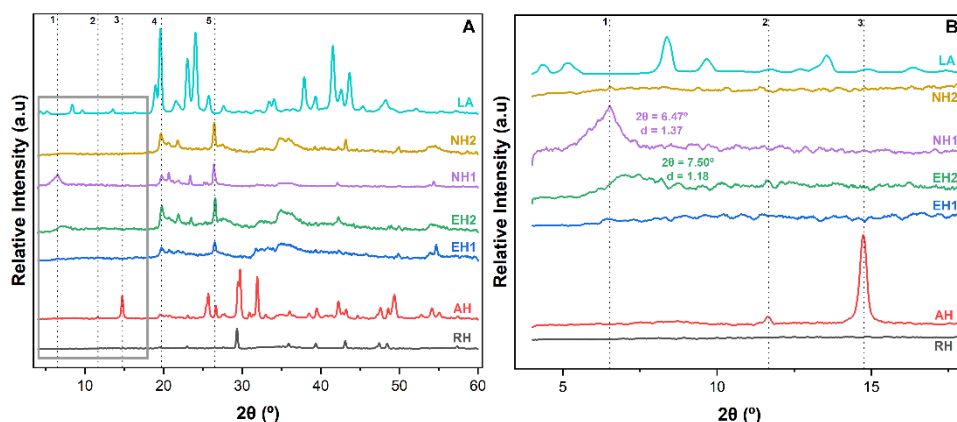 1 2 3 4 5 A
LA
NH2
NH1
EH2
EH1
AH
RH
Relative Intensity (a.u)
10 20 30 40 50 60
2θ (º)
1 2 3 B
LA
NH2
2θ = 6.47°
d = 1.37
NH1
2θ = 7.50°
d = 1.18
EH2
EH1
AH
RH
Relative Intensity (a.u)
5 10 15
2θ (º)